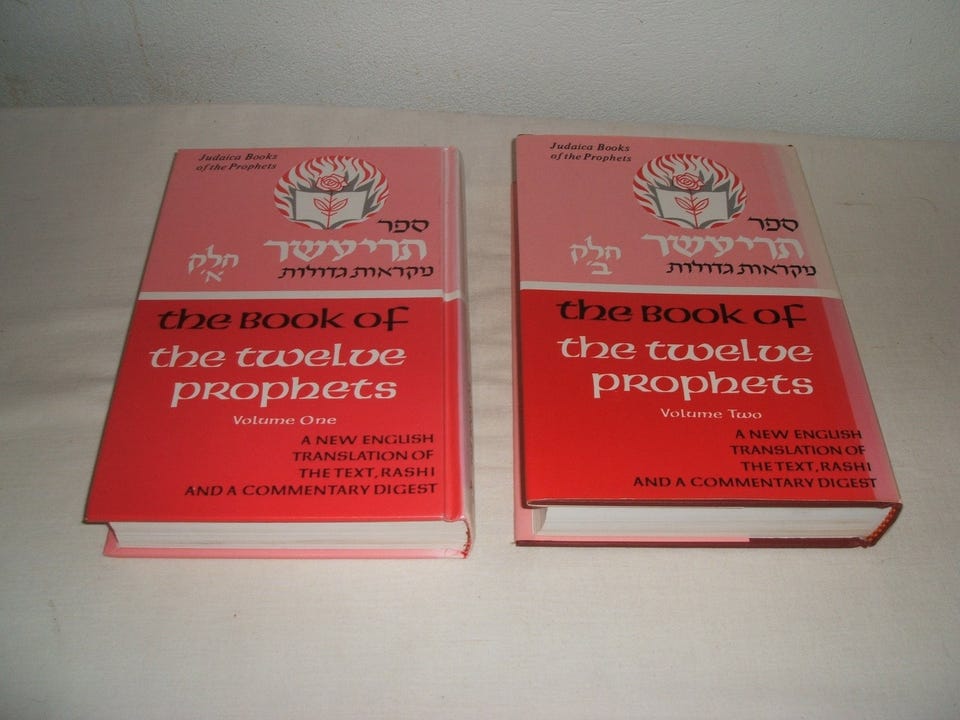 Judaica Books
of the Prophets
ספר
תרי עשר
חלק
א׳
מקראות גדולות
the Book of
the twelve
prophets
Volume One
A NEW ENGLISH
TRANSLATION OF
THE TEXT, RASHI
AND A COMMENTARY DIGEST
Judaica Books
of the Prophets
ספר
תרי עשר
חלק
ב׳
מקראות גדולות
the Book of
the twelve
prophets
Volume Two
A NEW ENGLISH
TRANSLATION OF
THE TEXT, RASHI
AND A COMMENTARY DIGEST